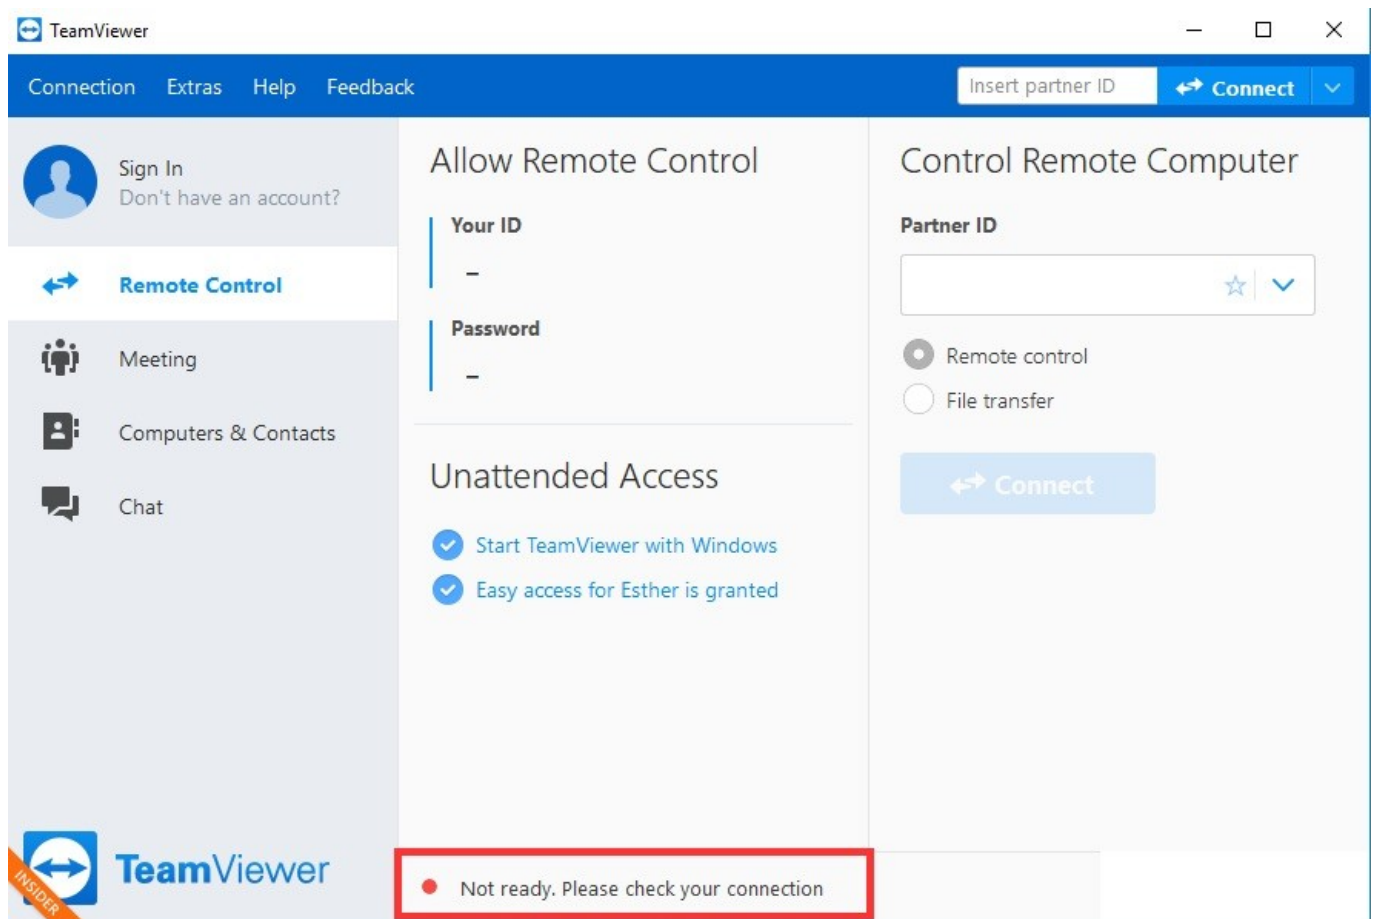 TeamViewer
Connection Extras Help Feedback
Insert partner ID
Connect
Sign In
Don't have an account?
Remote Control
Meeting
Computers & Contacts
Chat
Allow Remote Control
Your ID
–
Password
–
Unattended Access
Start TeamViewer with Windows
Easy access for Esther is granted
Control Remote Computer
Partner ID
Remote control
File transfer
Connect
INSIDER
TeamViewer
Not ready. Please check your connection